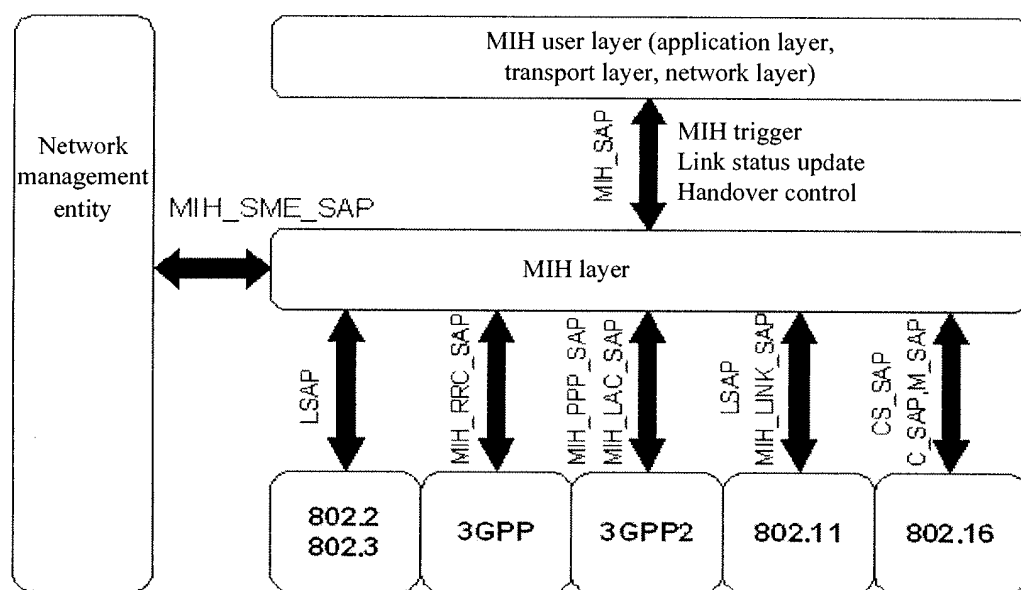 MIH user layer (application layer,
transport layer, network layer)
Network
management
entity
MIH_SAP
MIH trigger
Link status update
Handover control
MIH_SME_SAP
MIH layer
LSAP
MIH_RRC_SAP
MIH_PPP_SAP
MIH_LAC_SAP
LSAP
MIH_LINK_SAP
CS_SAP
C_SAP,M_SAP
802.2
802.3
3GPP
3GPP2
802.11
802.16